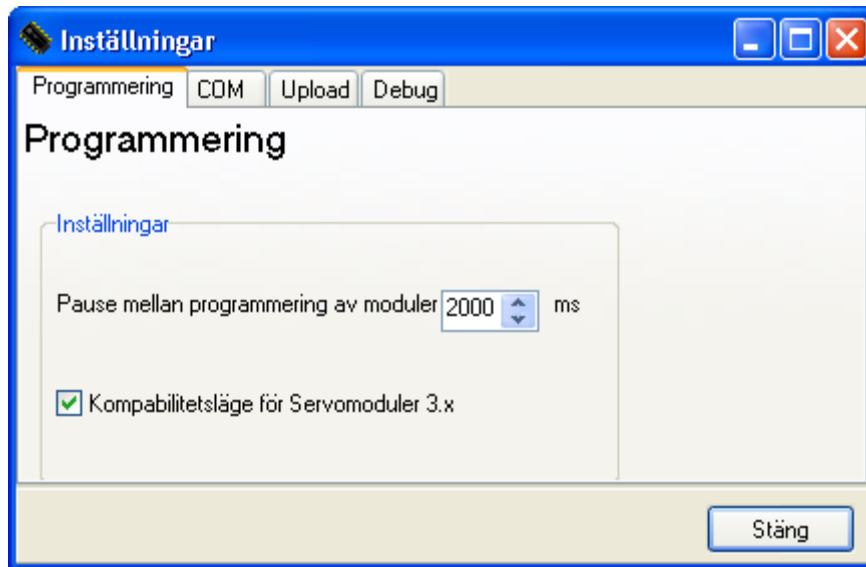 Inställningar
Programmering COM Upload Debug
Programmering
Inställningar
Pause mellan programmering av moduler 2000 ms
Kompabilitetsläge för Servomoduler 3.x
Stäng